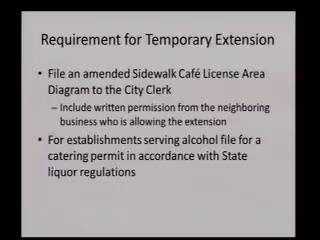 Requirement for Temporary Extension
• File an amended Sidewalk Café License Area
Diagram to the City Clerk
– Include written permission from the neighboring
business who is allowing the extension
• For establishments serving alcohol file for a
catering permit in accordance with State
liquor regulations